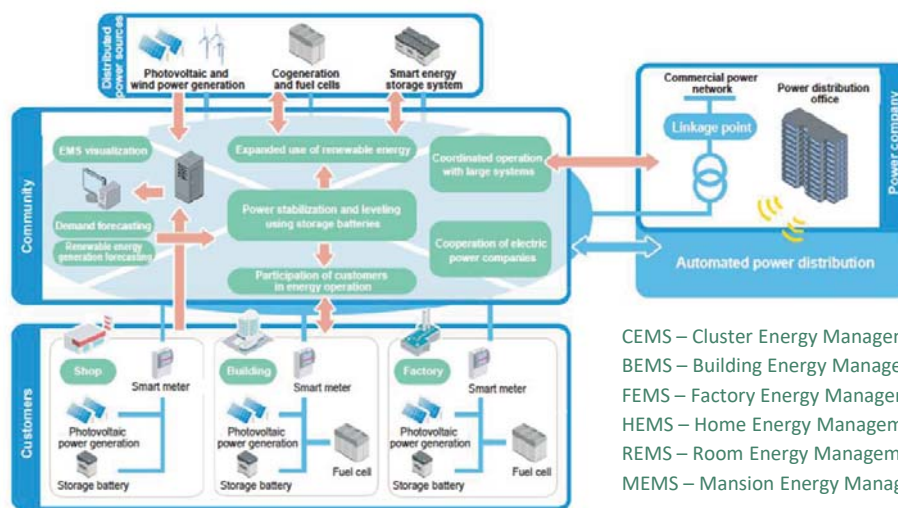 Distributed
power sources
Photovoltaic and
wind power generation
Cogeneration
and fuel cells
Smart energy
storage system
Community
EMS visualization
Expanded use of renewable energy
Coordinated operation
with large systems
Demand forecasting
Renewable energy
generation forecasting
Power stabilization and leveling
using storage batteries
Cooperation of electric
power companies
Participation of customers
in energy operation
Commercial power
network
Power distribution
office
Linkage point
Power company
Automated power distribution
Customers
Shop
Smart meter
Photovoltaic
power generation
Storage battery
Building
Smart meter
Photovoltaic
power generation
Storage battery
Fuel cell
Factory
Smart meter
Photovoltaic
power generation
Storage battery
Fuel cell
CEMS – Cluster Energy Manager
BEMS – Building Energy Manage
FEMS – Factory Energy Manager
HEMS – Home Energy Managem
REMS – Room Energy Managem
MEMS – Mansion Energy Manag